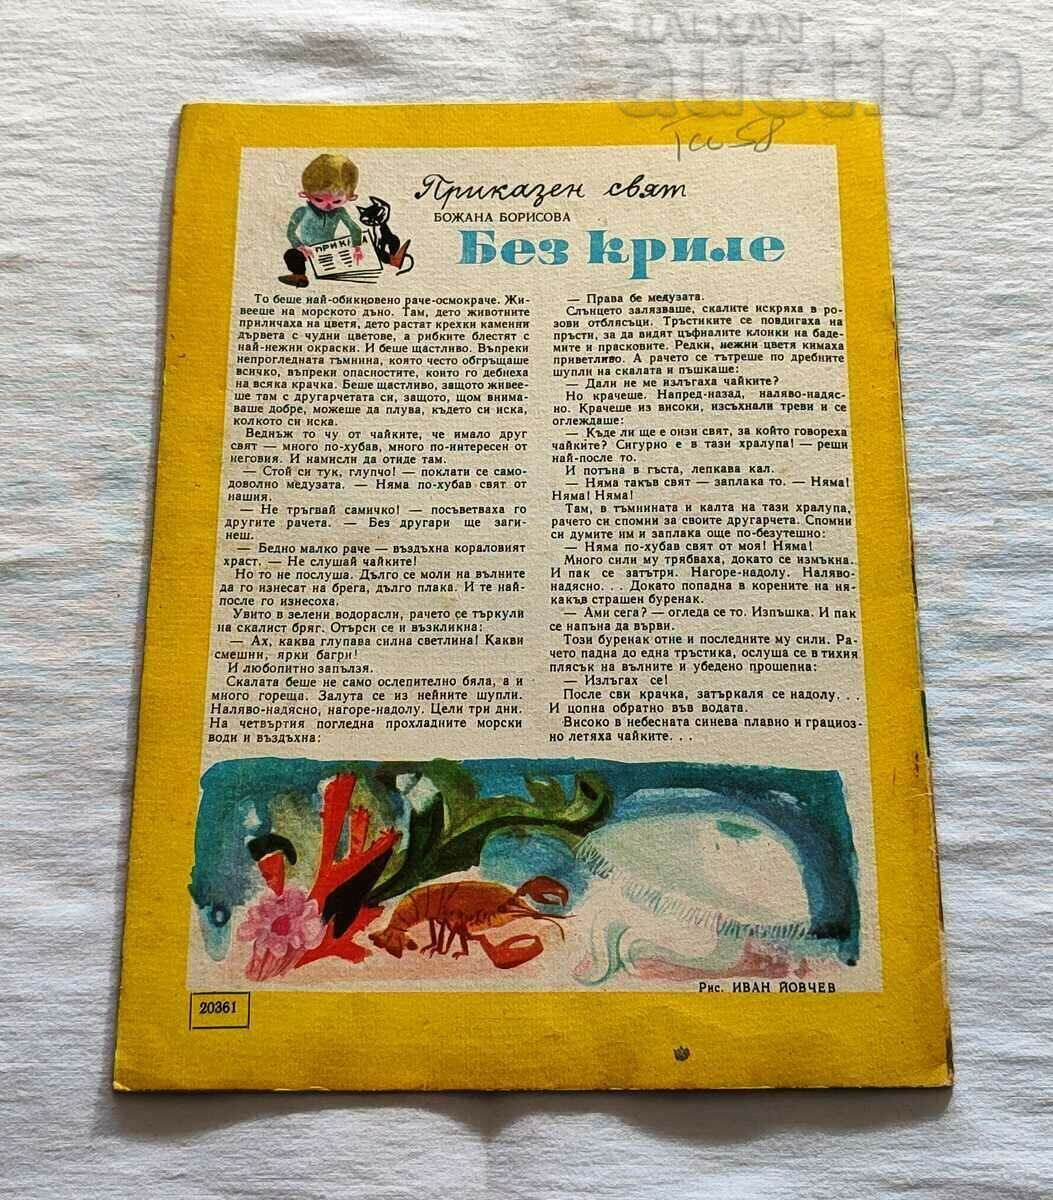 BALKAN
auction
Тш 58
Приказен свят
БОЖАНА БОРИСОВА
Без криле
ПРИКАЗ
То беше най-обикновено раче-осмокраче. Жи-
вееше на морското дъно. Там, дето животните
приличаха на цветя, дето растат крехки каменни
дървета с чудни цветове, а рибките блестят с
най-нежни окраски. И беше щастливо. Въпреки
непрогледната тъмнина, която често обгръщаше
всичко, въпреки опасностите, които го дебнеха
на всяка крачка. Беше щастливо, защото живее-
ше там с другарчетата си, защото, щом внима-
ваше добре, можеше да плува, където си иска,
колкото си иска.
Веднъж то чу от чайките, че имало друг
свят — много по-хубав, много по-интересен от
неговия. И намисли да отиде там.
— Стой си тук, глупчо! — поклати се само-
доволно медузата. — Няма по-хубав свят от
нашия.
— Не тръгвай самичко! — посъветваха го
другите рачета. — Без другари ще заги-
неш.
— Бедно малко раче — въздъхна кораловият
храст. — Не слушай чайките!
Но то не послуша. Дълго се моли на вълните
да го изнесат на брега, дълго плака. И те най-
после го изнесоха.
Увито в зелени водорасли, рачето се търкули
на скалист бряг. Отърси се и възкликна:
— Ах, каква глупава силна светлина! Какви
смешни, ярки багри!
И любопитно запълзя.
Скалата беше не само ослепително бяла, а и
много гореща. Залута се из нейните шупли.
Наляво-надясно, нагоре-надолу. Цели три дни.
На четвъртия погледна прохладните морски
води и въздъхна:
— Права бе медузата.
Слънцето залязваше, скалите искряха в ро-
зови отблясъци. Тръстиките се повдигаха на
пръсти, за да видят цъфналите клонки на баде-
мите и прасковите. Редки, нежни цветя кимаха
приветливо. А рачето се тътреше по дребните
шупли на скалата и пъшкаше:
— Дали не ме излъгаха чайките?
Но крачеше. Напред-назад, наляво-надяс-
но. Крачеше из високи, изсъхнали треви и се
оглеждаше:
— Къде ли ще е онзи свят, за който говореха
чайките? Сигурно е в тази хралупа! — реши
най-после то.
И потъна в гъста, лепкава кал.
— Няма такъв свят — заплака то. — Няма!
Няма! Няма!
Там, в тъмнината и калта на тази хралупа,
рачето си спомни за своите другарчета. Спомни
си думите им и заплака още по-безутешно:
— Няма по-хубав свят от моя! Няма!
Много сили му трябваха, докато се измъкна.
И пак се затътри. Нагоре-надолу. Наляво-
надясно. . . Докато попадна в корените на ня-
какъв страшен буренак.
— Ами сега? — огледа се то. Изпъшка. И пак
се напъна да върви.
Този буренак отне и последните му сили. Ра-
чето падна до една тръстика, ослуша се в тихия
плясък на вълните и убедено прошепна:
— Излъгах се!
После сви крачка, затъркаля се надолу. . .
И цопна обратно във водата.
Високо в небесната синева плавно и грациоз-
но летяха чайките. . .
Рис. ИВАН ЙОВЧЕВ
20361